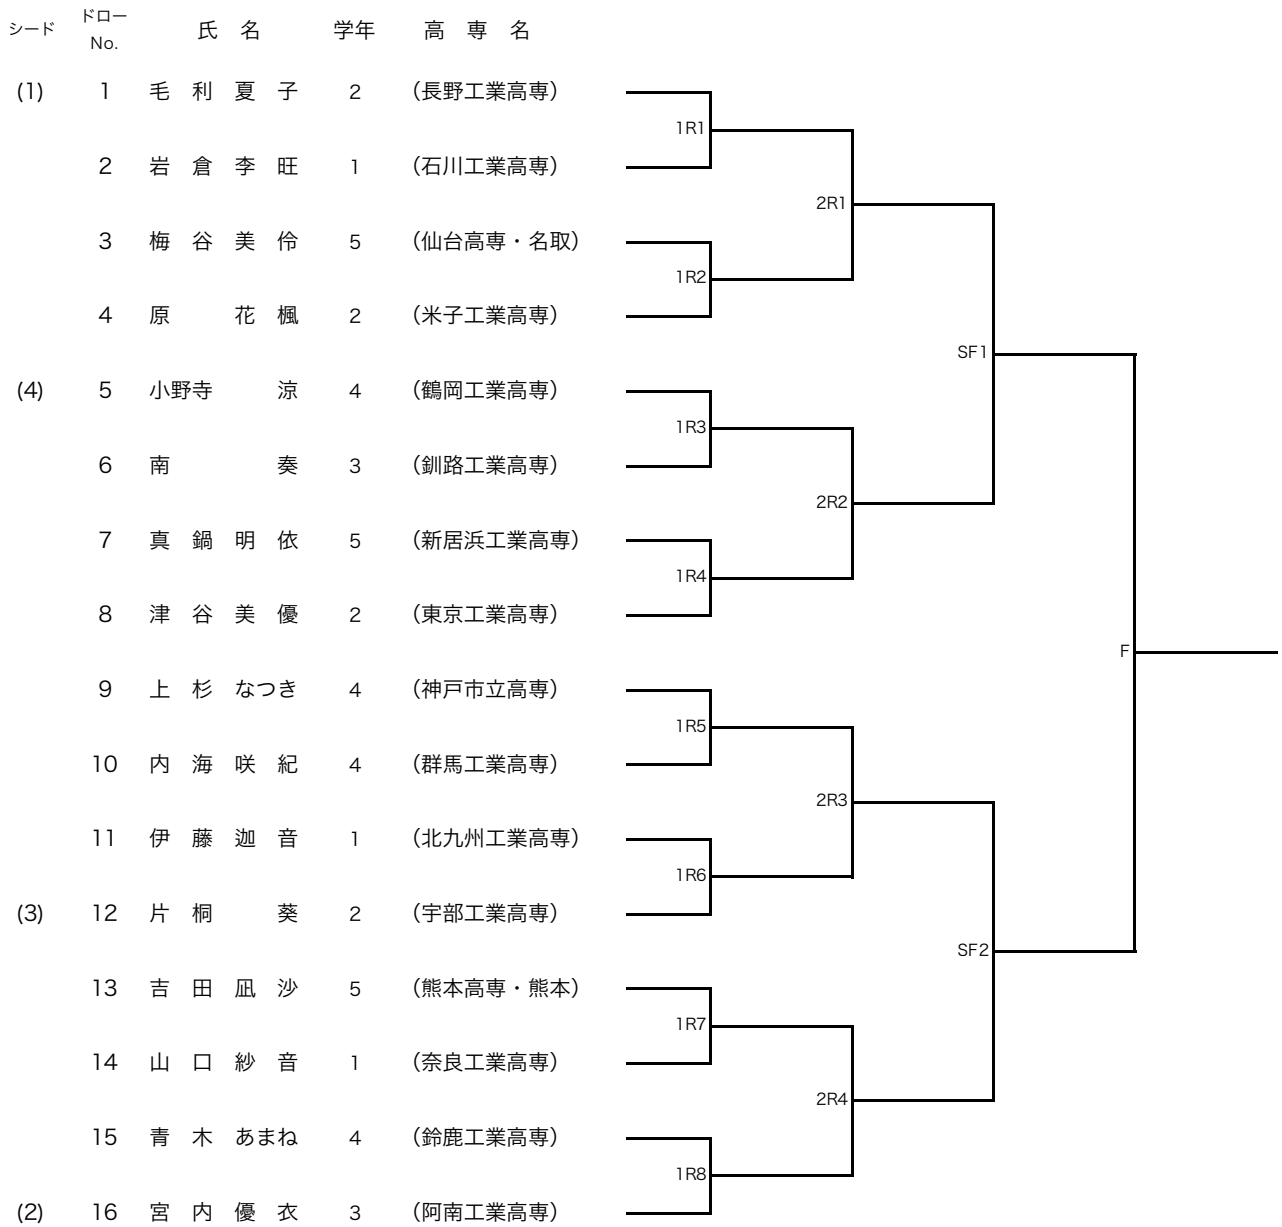 シード ドローNo. 氏 名 学年 高 専 名
(1) 1 毛 利 夏 子 2 （長野工業高専）
1R1
2 岩 倉 李 旺 1 （石川工業高専）
2R1
3 梅 谷 美 伶 5 （仙台高専・名取）
1R2
4 原 花 楓 2 （米子工業高専）
SF1
(4) 5 小野寺 涼 4 （鶴岡工業高専）
1R3
6 南 奏 3 （釧路工業高専）
2R2
7 真 鍋 明 依 5 （新居浜工業高専）
1R4
8 津 谷 美 優 2 （東京工業高専）
F
9 上 杉 なつき 4 （神戸市立高専）
1R5
10 内 海 咲 紀 4 （群馬工業高専）
2R3
11 伊 藤 迦 音 1 （北九州工業高専）
1R6
(3) 12 片 桐 葵 2 （宇部工業高専）
SF2
13 吉 田 凪 沙 5 （熊本高専・熊本）
1R7
14 山 口 紗 音 1 （奈良工業高専）
2R4
15 青 木 あまね 4 （鈴鹿工業高専）
1R8
(2) 16 宮 内 優 衣 3 （阿南工業高専）